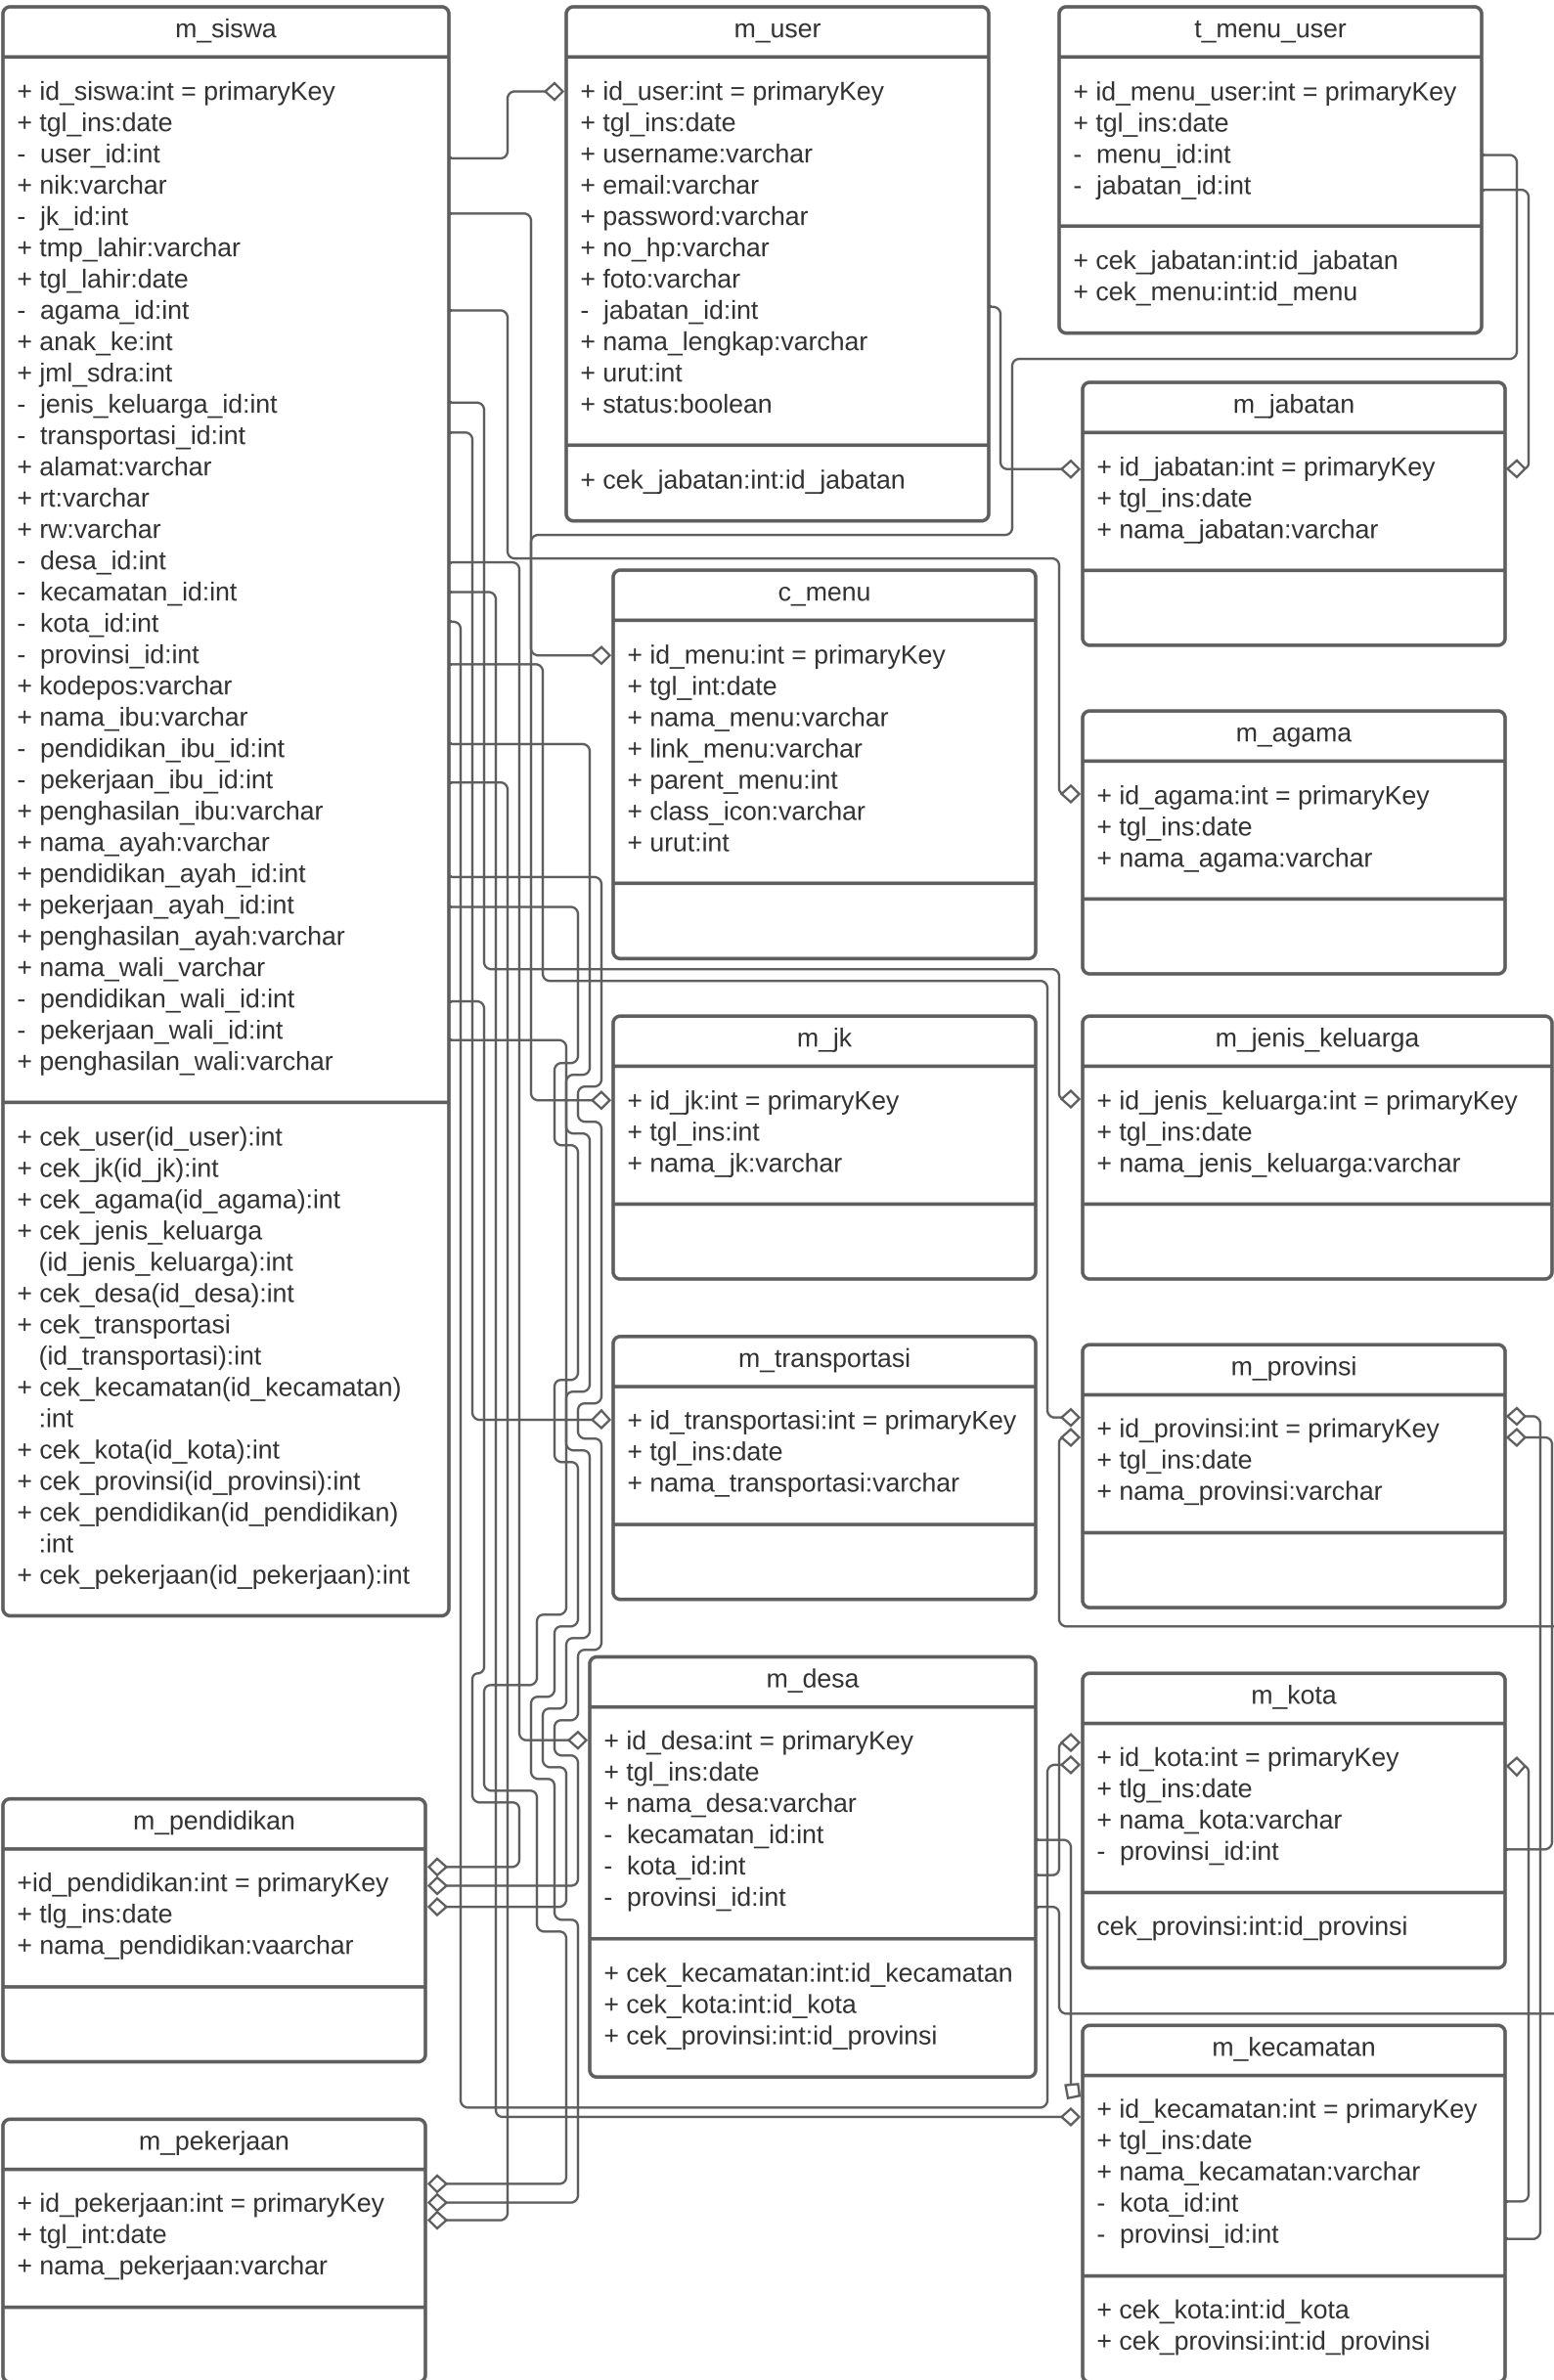 m_siswa
+ id_siswa:int = primaryKey
+ tgl_ins:date
- user_id:int
+ nik:varchar
- jk_id:int
+ tmp_lahir:varchar
+ tgl_lahir:date
- agama_id:int
+ anak_ke:int
+ jml_sdra:int
- jenis_keluarga_id:int
- transportasi_id:int
+ alamat:varchar
+ rt:varchar
+ rw:varchar
- desa_id:int
- kecamatan_id:int
- kota_id:int
- provinsi_id:int
+ kodepos:varchar
+ nama_ibu:varchar
- pendidikan_ibu_id:int
- pekerjaan_ibu_id:int
+ penghasilan_ibu:varchar
+ nama_ayah:varchar
+ pendidikan_ayah_id:int
+ pekerjaan_ayah_id:int
+ penghasilan_ayah:varchar
+ nama_wali_varchar
- pendidikan_wali_id:int
- pekerjaan_wali_id:int
+ penghasilan_wali:varchar
+ cek_user(id_user):int
+ cek_jk(id_jk):int
+ cek_agama(id_agama):int
+ cek_jenis_keluarga
(id_jenis_keluarga):int
+ cek_desa(id_desa):int
+ cek_transportasi
(id_transportasi):int
+ cek_kecamatan(id_kecamatan)
:int
+ cek_kota(id_kota):int
+ cek_provinsi(id_provinsi):int
+ cek_pendidikan(id_pendidikan)
:int
+ cek_pekerjaan(id_pekerjaan):int
m_user
+ id_user:int = primaryKey
+ tgl_ins:date
+ username:varchar
+ email:varchar
+ password:varchar
+ no_hp:varchar
+ foto:varchar
- jabatan_id:int
+ nama_lengkap:varchar
+ urut:int
+ status:boolean
+ cek_jabatan:int:id_jabatan
t_menu_user
+ id_menu_user:int = primaryKey
+ tgl_ins:date
- menu_id:int
- jabatan_id:int
+ cek_jabatan:int:id_jabatan
+ cek_menu:int:id_menu
m_jabatan
+ id_jabatan:int = primaryKey
+ tgl_ins:date
+ nama_jabatan:varchar
c_menu
+ id_menu:int = primaryKey
+ tgl_int:date
+ nama_menu:varchar
+ link_menu:varchar
+ parent_menu:int
+ class_icon:varchar
+ urut:int
m_agama
+ id_agama:int = primaryKey
+ tgl_ins:date
+ nama_agama:varchar
m_jk
+ id_jk:int = primaryKey
+ tgl_ins:int
+ nama_jk:varchar
m_jenis_keluarga
+ id_jenis_keluarga:int = primaryKey
+ tgl_ins:date
+ nama_jenis_keluarga:varchar
m_transportasi
+ id_transportasi:int = primaryKey
+ tgl_ins:date
+ nama_transportasi:varchar
m_provinsi
+ id_provinsi:int = primaryKey
+ tgl_ins:date
+ nama_provinsi:varchar
m_desa
+ id_desa:int = primaryKey
+ tgl_ins:date
+ nama_desa:varchar
- kecamatan_id:int
- kota_id:int
- provinsi_id:int
+ cek_kecamatan:int:id_kecamatan
+ cek_kota:int:id_kota
+ cek_provinsi:int:id_provinsi
m_kota
+ id_kota:int = primaryKey
+ tlg_ins:date
+ nama_kota:varchar
- provinsi_id:int
cek_provinsi:int:id_provinsi
m_pendidikan
+id_pendidikan:int = primaryKey
+ tlg_ins:date
+ nama_pendidikan:vaarchar
m_kecamatan
+ id_kecamatan:int = primaryKey
+ tgl_ins:date
+ nama_kecamatan:varchar
- kota_id:int
- provinsi_id:int
+ cek_kota:int:id_kota
+ cek_provinsi:int:id_provinsi
m_pekerjaan
+ id_pekerjaan:int = primaryKey
+ tgl_int:date
+ nama_pekerjaan:varchar